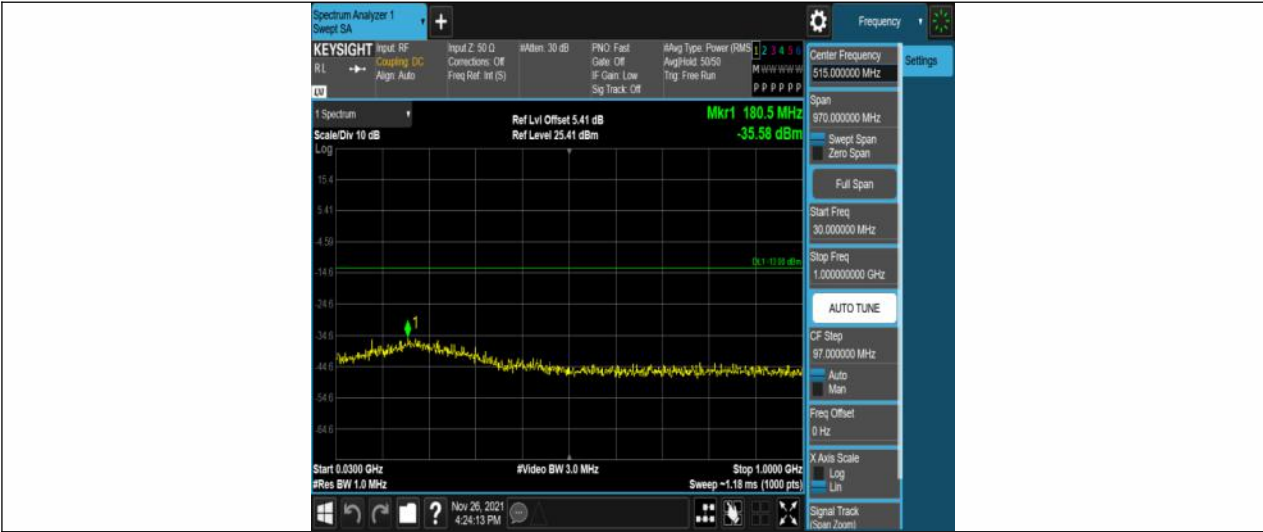 Spectrum Analyzer 1
Swept SA
Frequency
KEYSIGHT
RL
Input: RF
Coupling: DC
Align: Auto
Input Z: 50 Ω
Corrections: Off
Freq Ref: Int (S)
#Atten: 30 dB
PNO: Fast
Gate: Off
IF Gain: Low
Sig Track: Off
#Avg Type: Power (RMS
Avg|Hold: 50/50
Trig: Free Run
1 2 3 4 5 6
M W W W W W
P P P P P P
LV
1 Spectrum
Scale/Div 10 dB
Log
Ref Lvl Offset 5.41 dB
Ref Level 25.41 dBm
Mkr1 180.5 MHz
-35.58 dBm
15.4
5.41
-4.59
DL1 -13.00 dBm
-14.6
-24.6
1
-34.6
-44.6
-54.6
-64.6
Start 0.0300 GHz
#Res BW 1.0 MHz
#Video BW 3.0 MHz
Stop 1.0000 GHz
Sweep ~1.18 ms (1000 pts)
?
Nov 26, 2021
4:24:13 PM
Center Frequency
515.000000 MHz
Settings
Span
970.000000 MHz
Swept Span
Zero Span
Full Span
Start Freq
30.000000 MHz
Stop Freq
1.000000000 GHz
AUTO TUNE
CF Step
97.000000 MHz
Auto
Man
Freq Offset
0 Hz
X Axis Scale
Log
Lin
Signal Track
(Span Zoom)